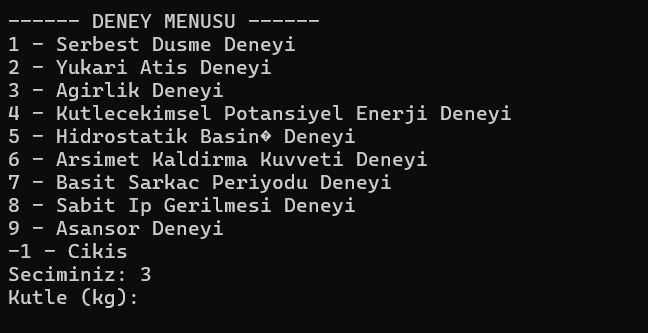 ------ DENEY MENUSU ------
1 - Serbest Dusme Deneyi
2 - Yukari Atis Deneyi
3 - Agirlik Deneyi
4 - Kutlecekimsel Potansiyel Enerji Deneyi
5 - Hidrostatik Basin� Deneyi
6 - Arsimet Kaldirma Kuvveti Deneyi
7 - Basit Sarkac Periyodu Deneyi
8 - Sabit Ip Gerilmesi Deneyi
9 - Asansor Deneyi
-1 - Cikis
Seciminiz: 3
Kutle (kg):